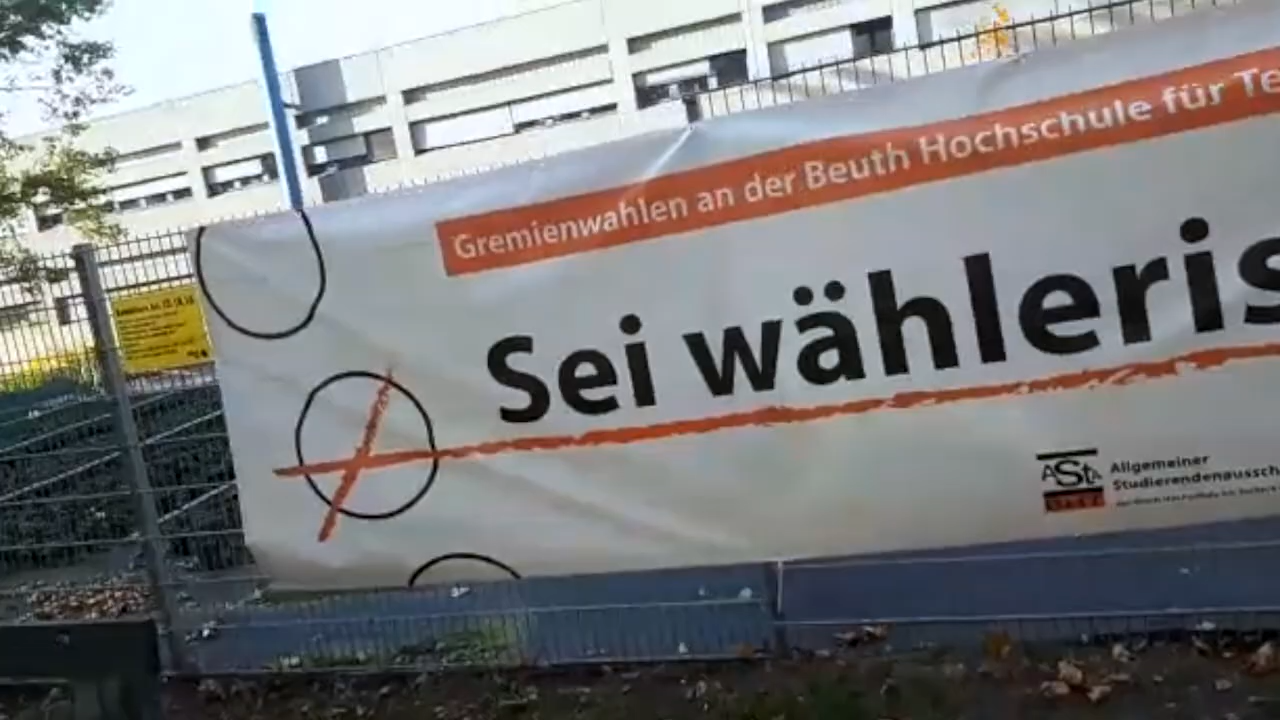 Gremienwahlen an der Beuth Hochschule für Te
Sei wähleris
AStA
Allgemeiner
Studierendenaussch